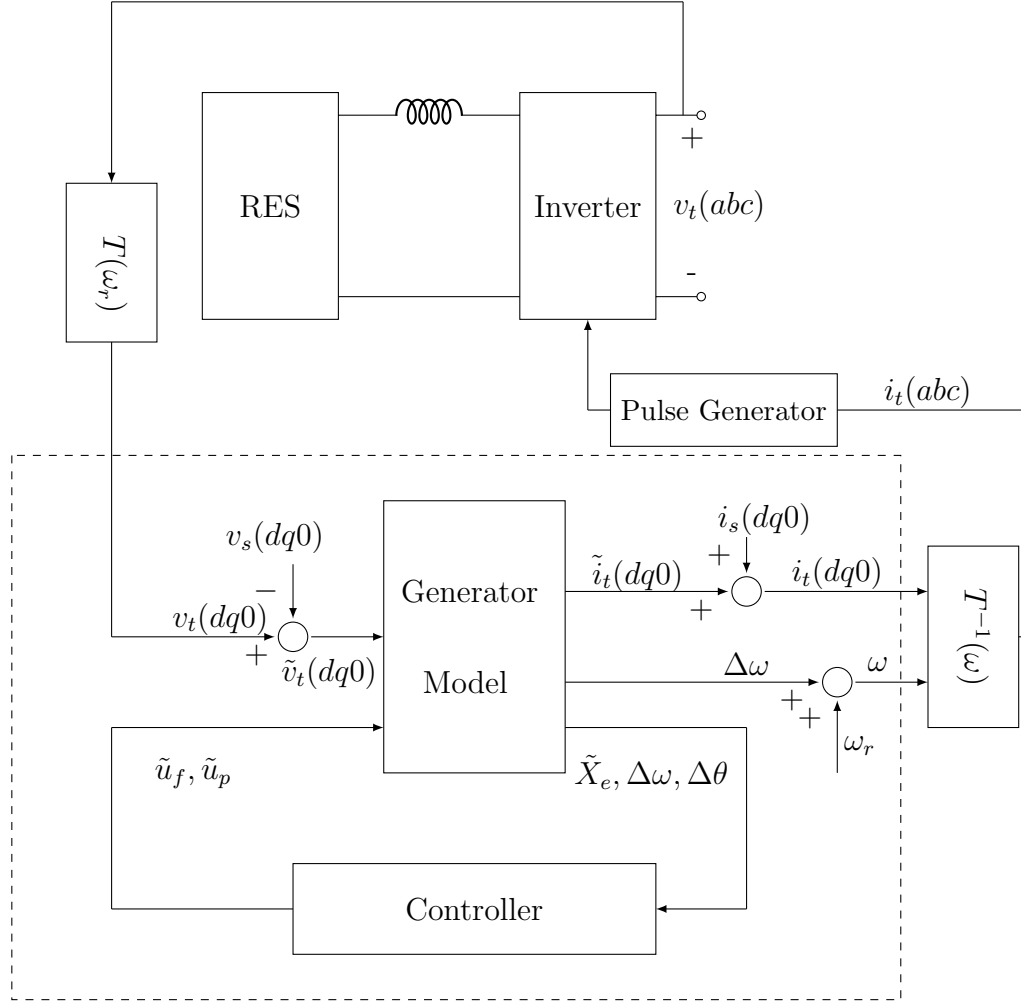 RES
Inverter
+
v_t(abc)
-
T(ω_r)
Pulse Generator
i_t(abc)
v_s(dq0)
−
v_t(dq0)
+
ṽ_t(dq0)
Generator
Model
ĩ_t(dq0)
+
i_s(dq0)
+
i_t(dq0)
Δω
+
+
ω
ω_r
T⁻¹(ω)
ũ_f, ũ_p
X̃_e, Δω, Δθ
Controller